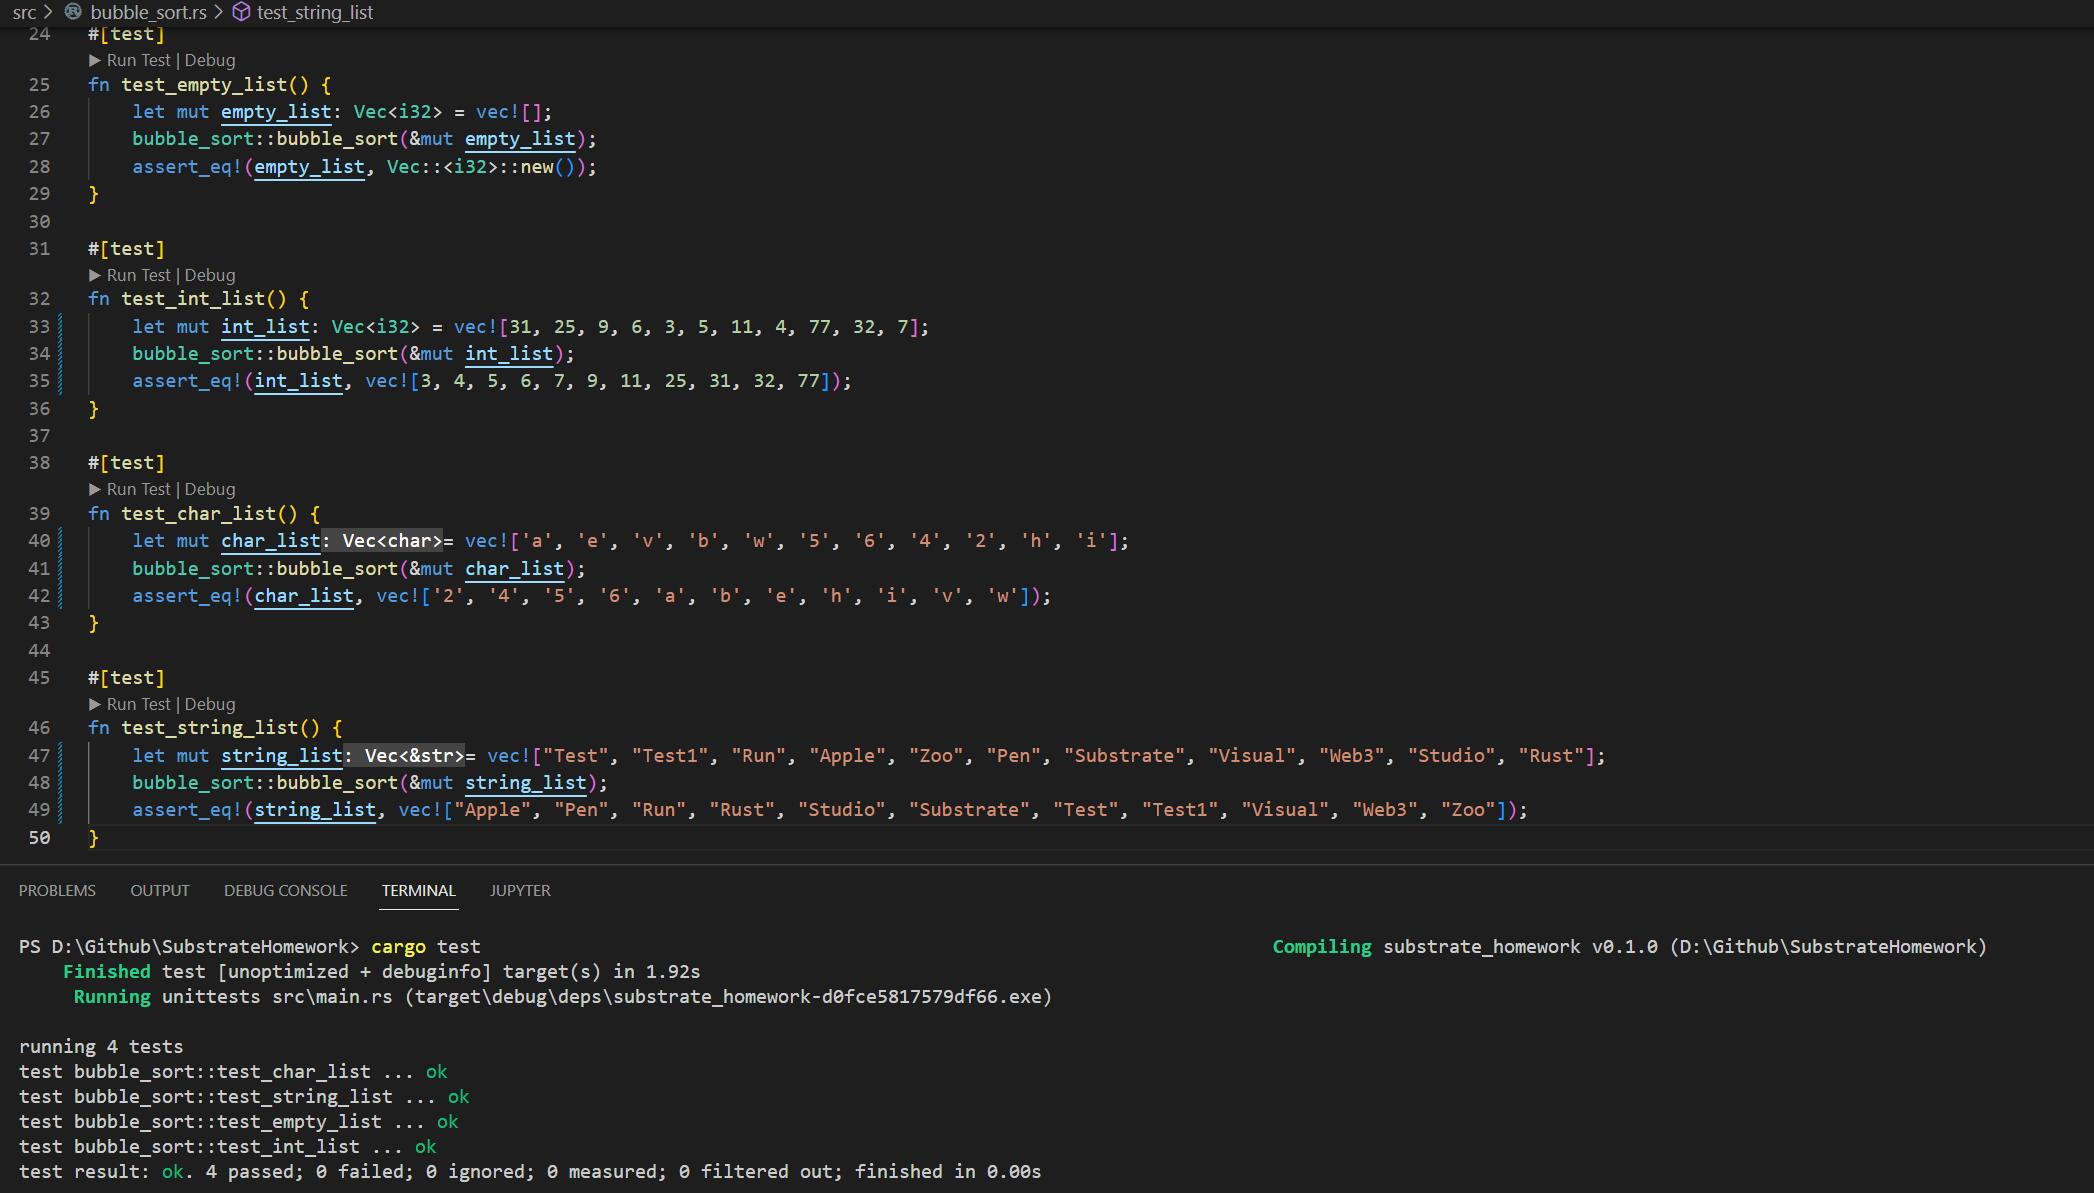 src > bubble_sort.rs > test_string_list
24 #[test]
▶ Run Test | Debug
25 fn test_empty_list() {
26     let mut empty_list: Vec<i32> = vec![];
27     bubble_sort::bubble_sort(&mut empty_list);
28     assert_eq!(empty_list, Vec::<i32>::new());
29 }
30
31 #[test]
▶ Run Test | Debug
32 fn test_int_list() {
33     let mut int_list: Vec<i32> = vec![31, 25, 9, 6, 3, 5, 11, 4, 77, 32, 7];
34     bubble_sort::bubble_sort(&mut int_list);
35     assert_eq!(int_list, vec![3, 4, 5, 6, 7, 9, 11, 25, 31, 32, 77]);
36 }
37
38 #[test]
▶ Run Test | Debug
39 fn test_char_list() {
40     let mut char_list: Vec<char>= vec!['a', 'e', 'v', 'b', 'w', '5', '6', '4', '2', 'h', 'i'];
41     bubble_sort::bubble_sort(&mut char_list);
42     assert_eq!(char_list, vec!['2', '4', '5', '6', 'a', 'b', 'e', 'h', 'i', 'v', 'w']);
43 }
44
45 #[test]
▶ Run Test | Debug
46 fn test_string_list() {
47     let mut string_list: Vec<&str>= vec!["Test", "Test1", "Run", "Apple", "Zoo", "Pen", "Substrate", "Visual", "Web3", "Studio", "Rust"];
48     bubble_sort::bubble_sort(&mut string_list);
49     assert_eq!(string_list, vec!["Apple", "Pen", "Run", "Rust", "Studio", "Substrate", "Test", "Test1", "Visual", "Web3", "Zoo"]);
50 }
PROBLEMS OUTPUT DEBUG CONSOLE TERMINAL JUPYTER
PS D:\Github\SubstrateHomework> cargo test Compiling substrate_homework v0.1.0 (D:\Github\SubstrateHomework)
Finished test [unoptimized + debuginfo] target(s) in 1.92s
Running unittests src\main.rs (target\debug\deps\substrate_homework-d0fce5817579df66.exe)
running 4 tests
test bubble_sort::test_char_list ... ok
test bubble_sort::test_string_list ... ok
test bubble_sort::test_empty_list ... ok
test bubble_sort::test_int_list ... ok
test result: ok. 4 passed; 0 failed; 0 ignored; 0 measured; 0 filtered out; finished in 0.00s